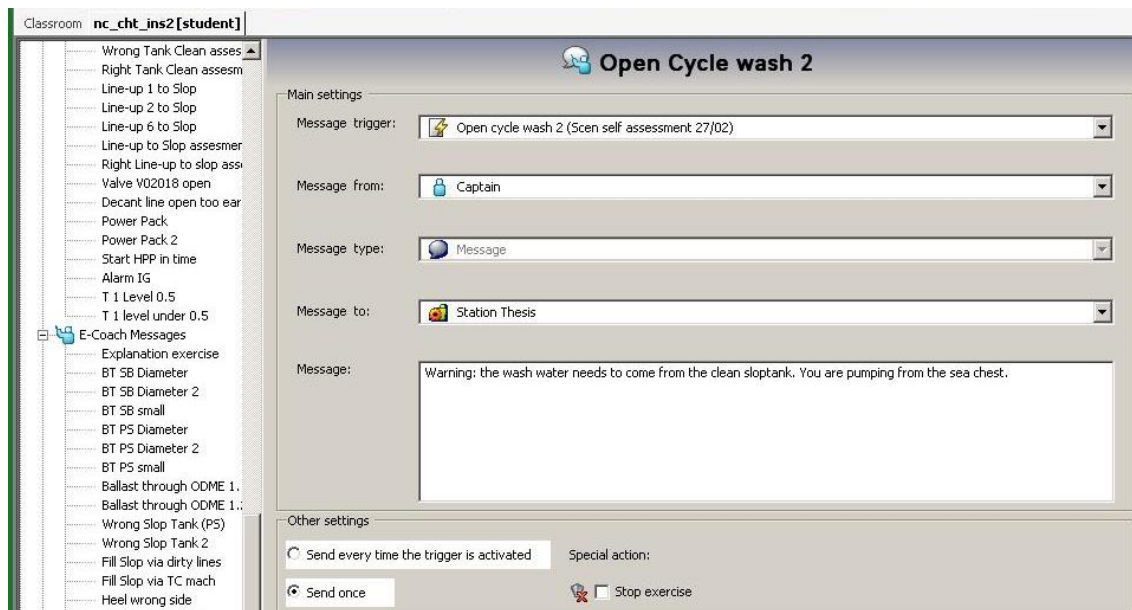 Classroom nc_cht_ins2[student]
Wrong Tank Clean asses
Right Tank Clean assesm
Line-up 1 to Slop
Line-up 2 to Slop
Line-up 6 to Slop
Line-up to Slop assesmer
Right Line-up to slop ass
Valve V02018 open
Decant line open too ear
Power Pack
Power Pack 2
Start HPP in time
Alarm IG
T 1 Level 0.5
T 1 level under 0.5
E-Coach Messages
Explanation exercise
BT SB Diameter
BT SB Diameter 2
BT SB small
BT PS Diameter
BT PS Diameter 2
BT PS small
Ballast through ODME 1.
Ballast through ODME 1.
Wrong Slop Tank (PS)
Wrong Slop Tank 2
Fill Slop via dirty lines
Fill Slop via TC mach
Heel wrong side
Open Cycle wash 2
Main settings
Message trigger: Open cycle wash 2 (Scen self assessment 27/02)
Message from: Captain
Message type: Message
Message to: Station Thesis
Message: Warning: the wash water needs to come from the clean sloptank. You are pumping from the sea chest.
Other settings
Send every time the trigger is activated Special action:
Send once Stop exercise